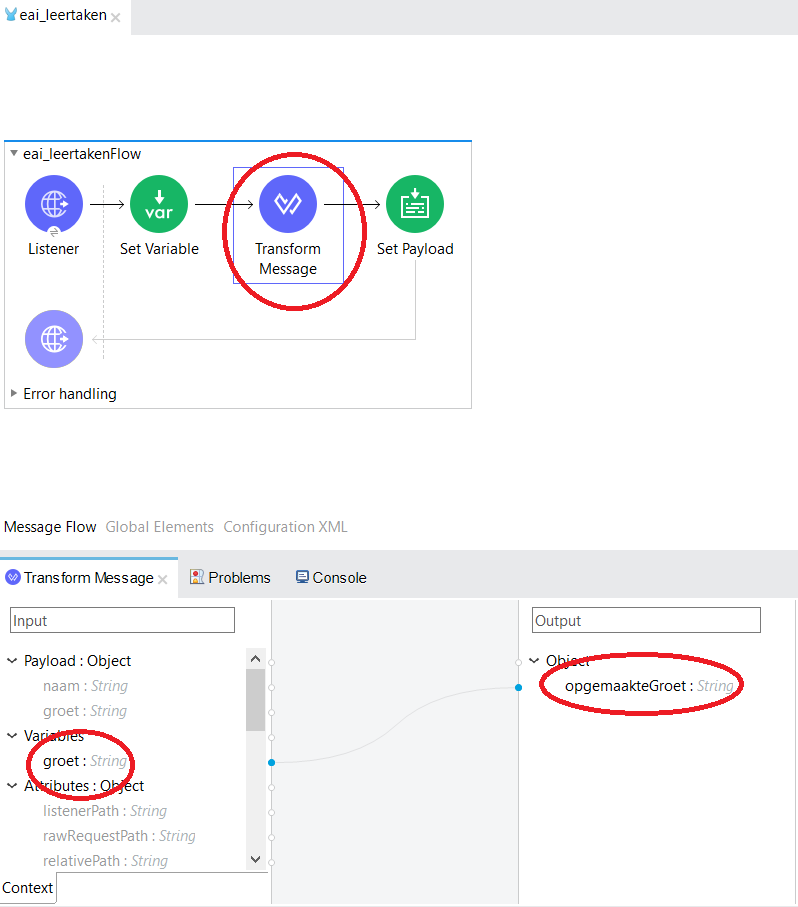 eai_leertaken
eai_leertakenFlow
var
Listener
Set Variable
Transform
Message
Set Payload
Error handling
Message Flow Global Elements Configuration XML
Transform Message Problems Console
Input
Payload : Object
naam : String
groet : String
Variables
groet : String
Attributes : Object
listenerPath : String
rawRequestPath : String
relativePath : String
Context
Output
Object
opgemaakteGroet : String